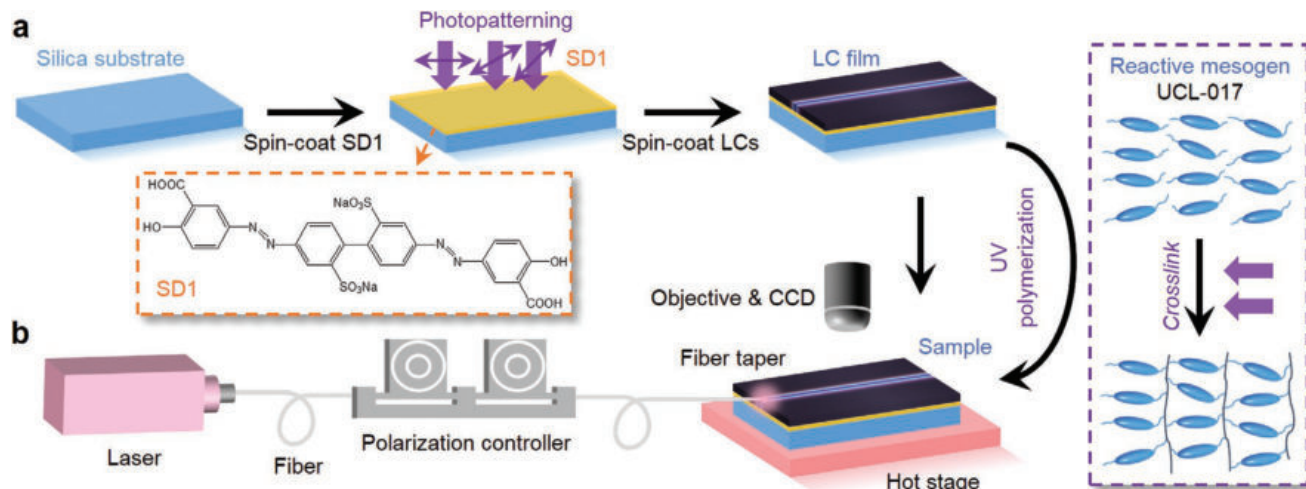 a
Photopatterning
Silica substrate
SD1
LC film
Reactive mesogen
UCL-017
Spin-coat SD1
Spin-coat LCs
HOOC
HO
N
N
NaO₃S
SO₃Na
N
N
OH
COOH
SD1
UV
polymerization
Crosslink
Objective & CCD
b
Fiber taper
Sample
Laser
Fiber
Polarization controller
Hot stage